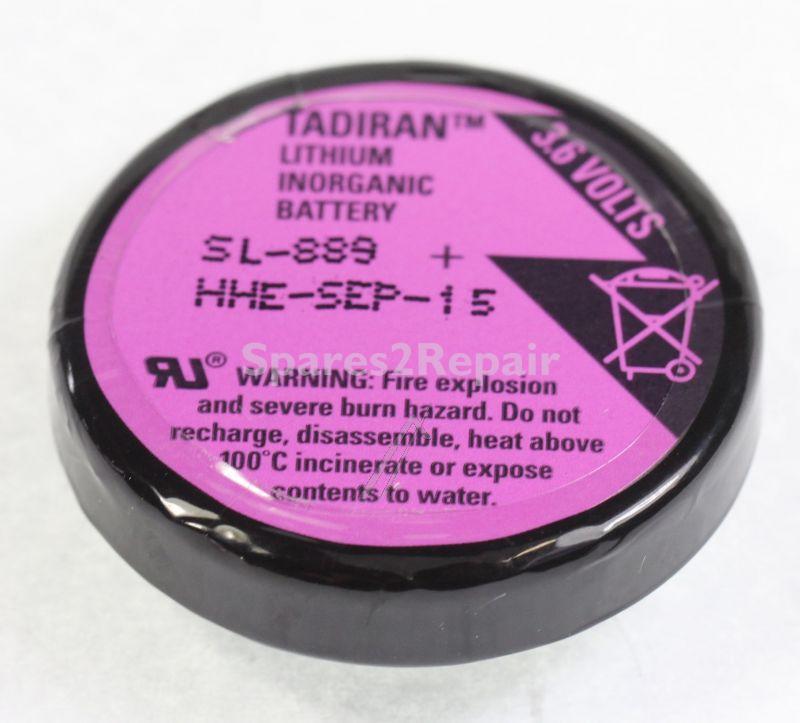 TADIRAN™
LITHIUM
INORGANIC
BATTERY
3.6 VOLTS
SL-889 +
HHE-SEP-15
Spares2Repair
RU® WARNING: Fire explosion
and severe burn hazard. Do not
recharge, disassemble, heat above
100°C incinerate or expose
contents to water.